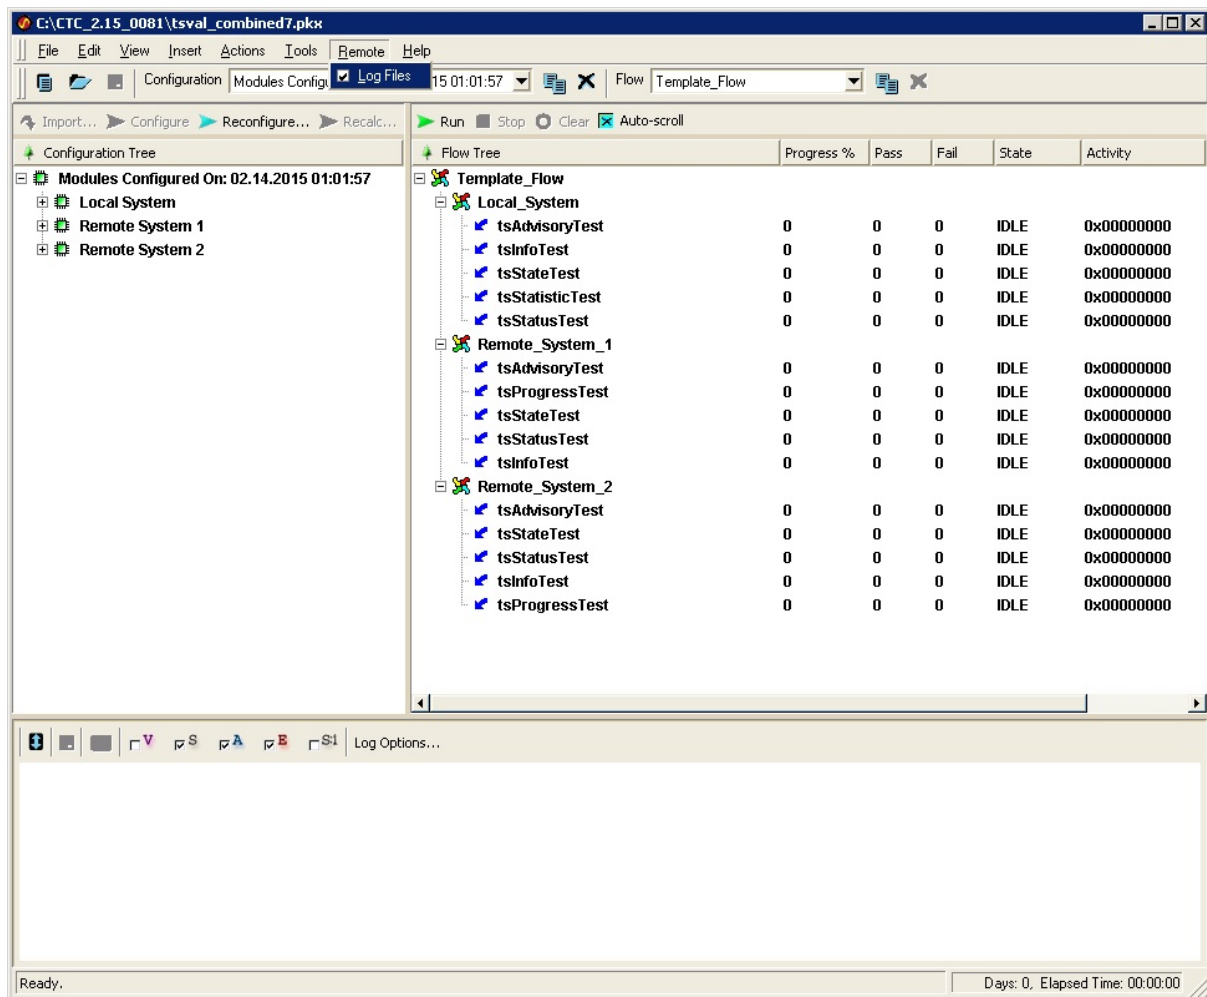 C:\CTC_2.15_0081\tsval_combined7.pkx
File Edit View Insert Actions Tools Remote Help
Log Files
Configuration Modules Config 15 01:01:57 Flow Template_Flow
Import... Configure Reconfigure... Recalc... Run Stop Clear Auto-scroll
Configuration Tree Flow Tree Progress % Pass Fail State Activity
Modules Configured On: 02.14.2015 01:01:57 Template_Flow
Local System Local_System
Remote System 1 tsAdvisoryTest 0 0 0 IDLE 0x00000000
Remote System 2 tsInfoTest 0 0 0 IDLE 0x00000000
tsStateTest 0 0 0 IDLE 0x00000000
tsStatisticTest 0 0 0 IDLE 0x00000000
tsStatusTest 0 0 0 IDLE 0x00000000
Remote_System_1
tsAdvisoryTest 0 0 0 IDLE 0x00000000
tsProgressTest 0 0 0 IDLE 0x00000000
tsStateTest 0 0 0 IDLE 0x00000000
tsStatusTest 0 0 0 IDLE 0x00000000
tsInfoTest 0 0 0 IDLE 0x00000000
Remote_System_2
tsAdvisoryTest 0 0 0 IDLE 0x00000000
tsStateTest 0 0 0 IDLE 0x00000000
tsStatusTest 0 0 0 IDLE 0x00000000
tsInfoTest 0 0 0 IDLE 0x00000000
tsProgressTest 0 0 0 IDLE 0x00000000
V S A E S:1 Log Options...
Ready. Days: 0, Elapsed Time: 00:00:00